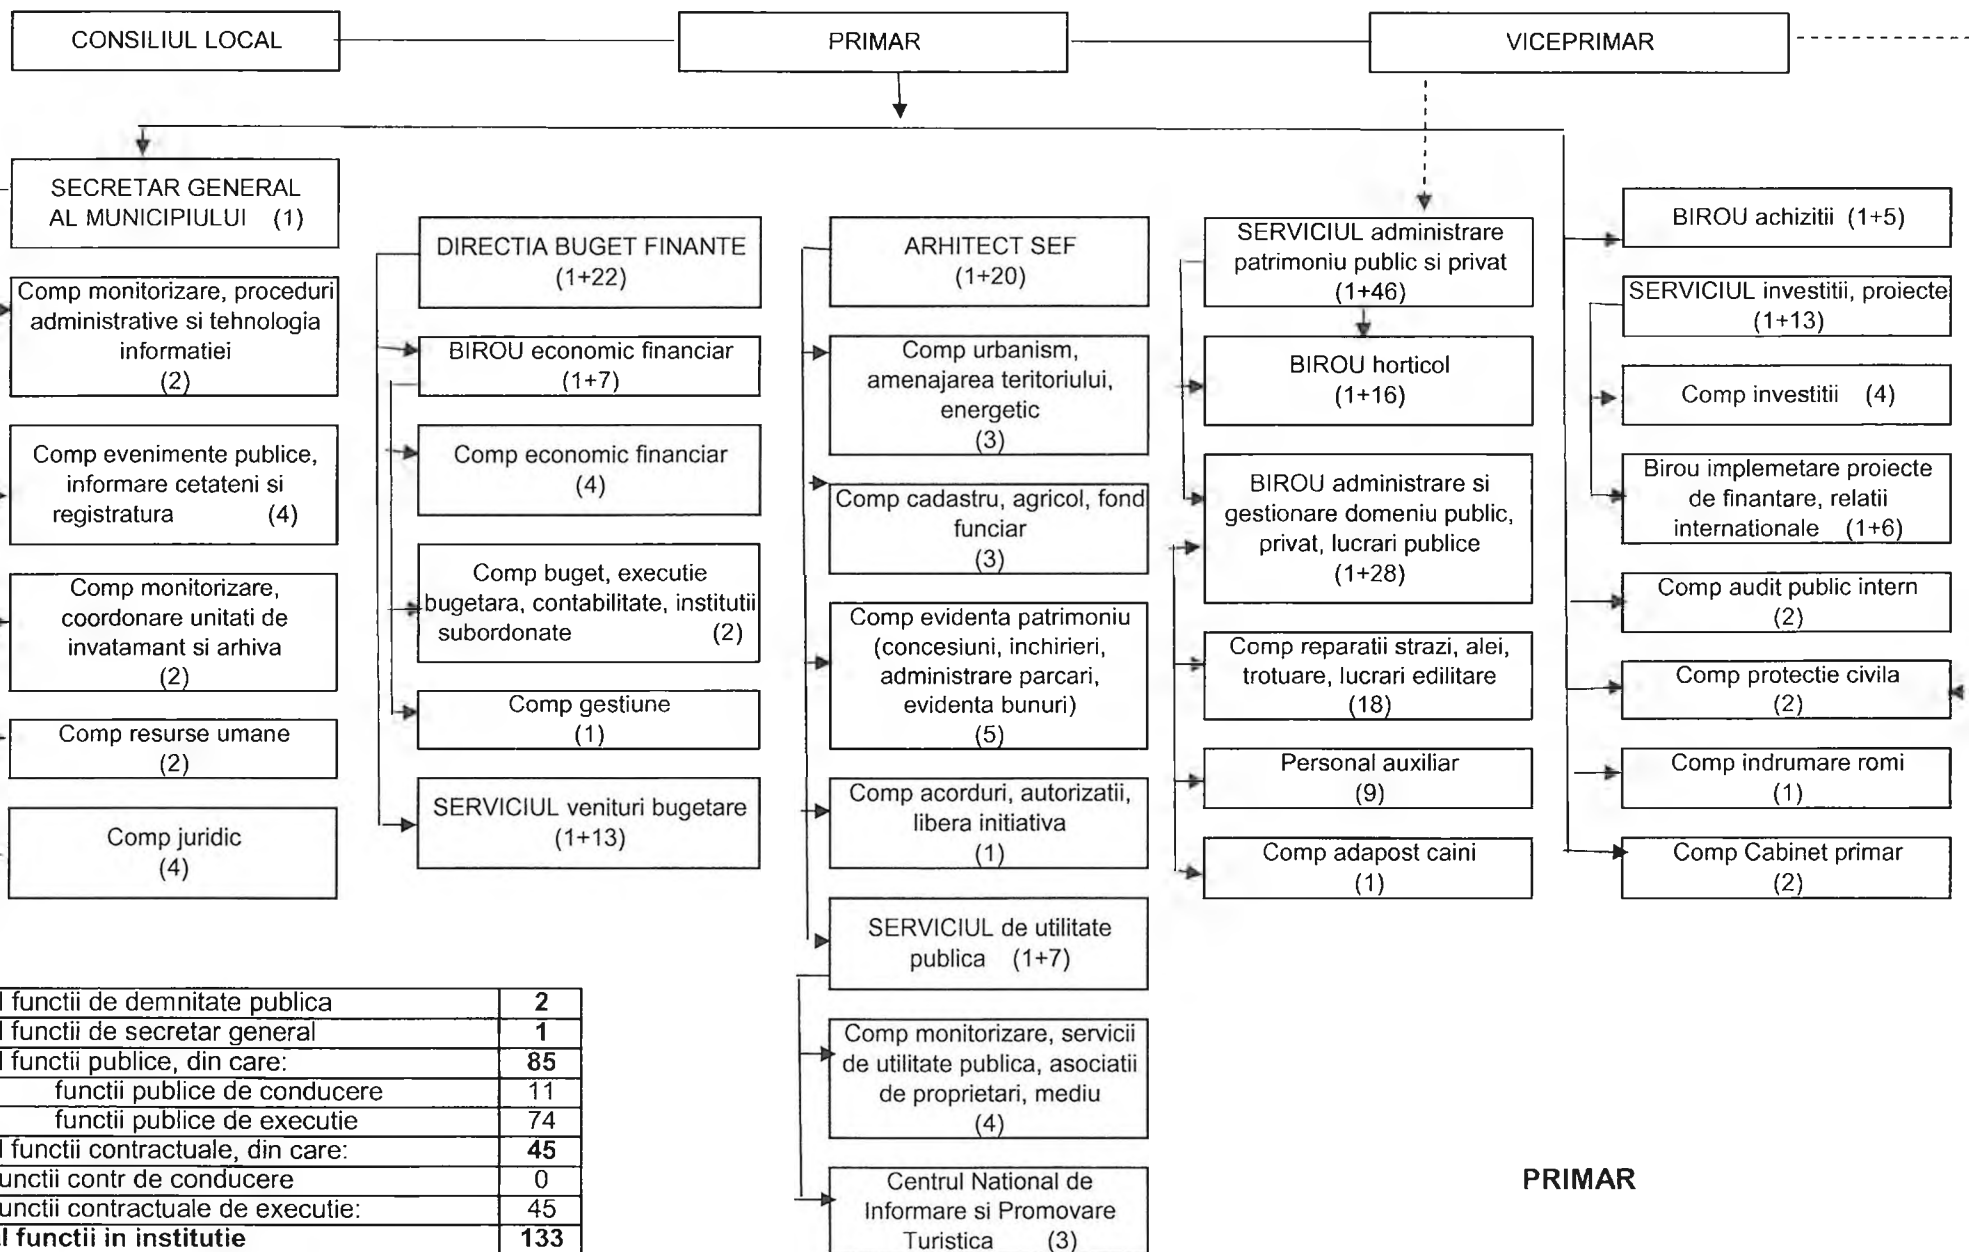 CONSILIUL LOCAL
PRIMAR
VICEPRIMAR
SECRETAR GENERAL
AL MUNICIPIULUI (1)
Comp monitorizare, proceduri
administrative si tehnologia
informatiei
(2)
Comp evenimente publice,
informare cetateni si
registratura (4)
Comp monitorizare,
coordonare unitati de
invatamant si arhiva
(2)
Comp resurse umane
(2)
Comp juridic
(4)
DIRECTIA BUGET FINANTE
(1+22)
BIROU economic financiar
(1+7)
Comp economic financiar
(4)
Comp buget, executie
bugetara, contabilitate, institutii
subordonate (2)
Comp gestiune
(1)
SERVICIUL venituri bugetare
(1+13)
ARHITECT SEF
(1+20)
Comp urbanism,
amenajarea teritoriului,
energetic
(3)
Comp cadastru, agricol, fond
funciar
(3)
Comp evidenta patrimoniu
(concesiuni, inchirieri,
administrare parcari,
evidenta bunuri)
(5)
Comp acorduri, autorizatii,
libera initiativa
(1)
SERVICIUL de utilitate
publica (1+7)
Comp monitorizare, servicii
de utilitate publica, asociatii
de proprietari, mediu
(4)
Centrul National de
Informare si Promovare
Turistica (3)
SERVICIUL administrare
patrimoniu public si privat
(1+46)
BIROU horticol
(1+16)
BIROU administrare si
gestionare domeniu public,
privat, lucrari publice
(1+28)
Comp reparatii strazi, alei,
trotuare, lucrari edilitare
(18)
Personal auxiliar
(9)
Comp adapost caini
(1)
BIROU achizitii (1+5)
SERVICIUL investitii, proiecte
(1+13)
Comp investitii (4)
Birou implemetare proiecte
de finantare, relatii
internationale (1+6)
Comp audit public intern
(2)
Comp protectie civila
(2)
Comp indrumare romi
(1)
Comp Cabinet primar
(2)
l functii de demnitate publica 2
l functii de secretar general 1
l functii publice, din care: 85
functii publice de conducere 11
functii publice de executie 74
l functii contractuale, din care: 45
unctii contr de conducere 0
unctii contractuale de executie: 45
l functii in institutie 133
PRIMAR